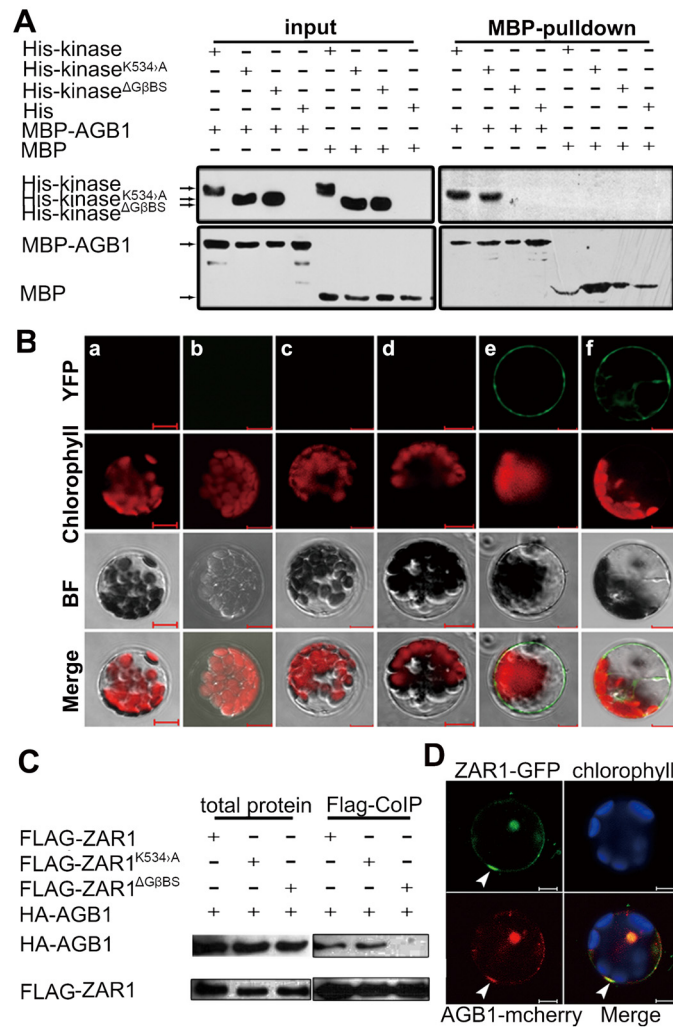 A
input MBP-pulldown
His-kinase + - - - + - - - + - - - + - - -
His-kinaseK534›A - + - - - + - - - + - - - + - -
His-kinaseΔGβBS - - + - - - + - - - + - - - + -
His - - - + - - - + - - - + - - - +
MBP-AGB1 + + + + - - - - + + + + - - - -
MBP - - - - + + + + - - - - + + + +
His-kinase
His-kinaseK534›A
His-kinaseΔGβBS
MBP-AGB1
MBP
B
a b c d e f
YFP
Chlorophyll
BF
Merge
C
total protein Flag-CoIP
FLAG-ZAR1 + - - + - -
FLAG-ZAR1K534›A - + - - + -
FLAG-ZAR1ΔGβBS - - + - - +
HA-AGB1 + + + + + +
HA-AGB1
FLAG-ZAR1
D
ZAR1-GFP chlorophyll
AGB1-mcherry Merge